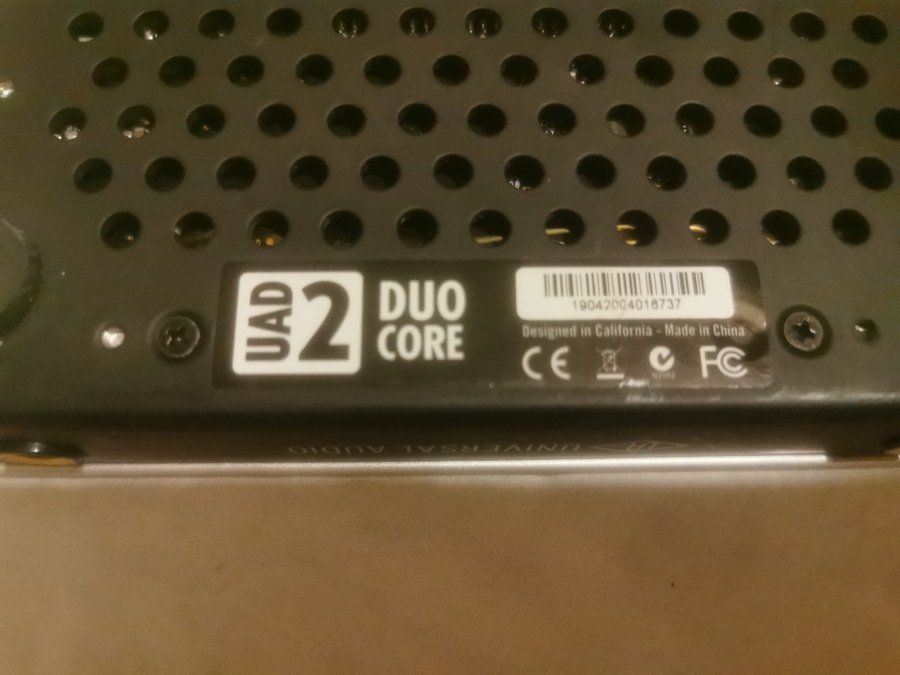 UAD 2
DUO
CORE
19042004016737
Designed in California - Made in China
CE
FC
UNIVERSAL AUDIO